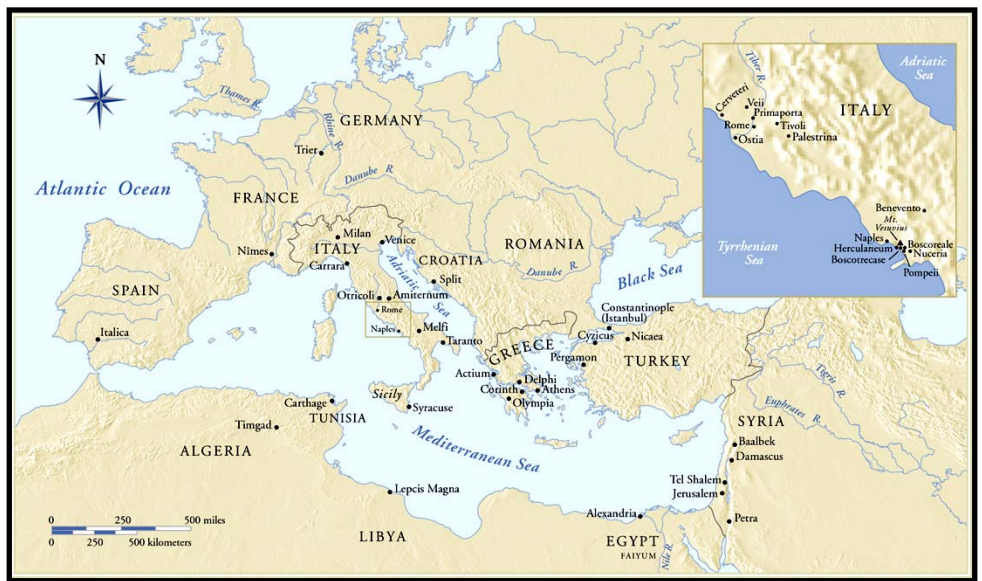 N
Thames R.
Rhine R.
GERMANY
Trier
Danube R
Atlantic Ocean
FRANCE
Milan
ITALY
Venice
Nîmes
Carrara
Adriatic Sea
CROATIA
Split
ROMANIA
Danube R
Black Sea
SPAIN
Italica
Otricoli
Amiternum
Rome
Naples
Melfi
Taranto
Constantinople
(Istanbul)
Cyzicus
Nicaea
GREECE
Pergamon
TURKEY
Actium
Delphi
Corinth
Athens
Olympia
Sicily
Syracuse
Carthage
TUNISIA
Timgad
ALGERIA
Mediterranean Sea
Tigris R.
Euphrates R.
SYRIA
Baalbek
Damascus
Tel Shalem
Jerusalem
Lepcis Magna
Alexandria
Petra
LIBYA
EGYPT
FAIYUM
Nile R.
0 250 500 miles
0 250 500 kilometers
Tiber R.
Adriatic
Sea
ITALY
Cerveteri
Veii
Primaporta
Rome
Tivoli
Ostia
Palestrina
Tyrrhenian
Sea
Benevento
Mt.
Vesuvius
Naples
Herculaneum
Boscoreale
Boscotrecase
Nuceria
Pompeii